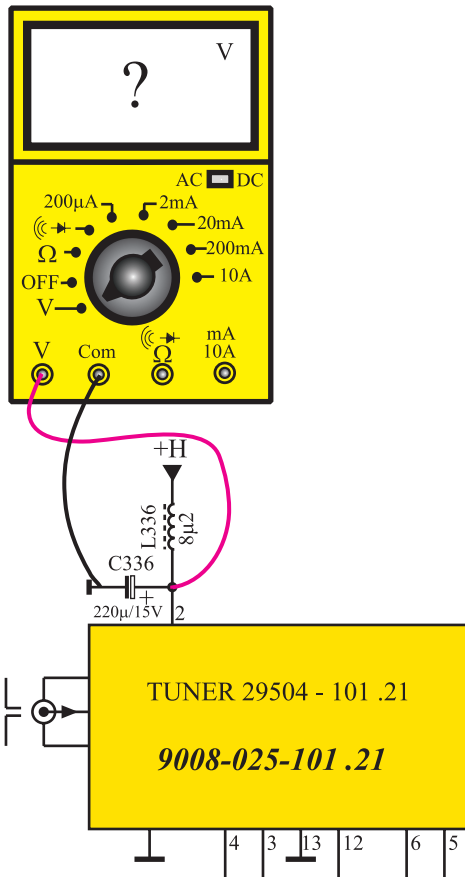 V
?
AC DC
200µA 2mA
20mA
Ω 200mA
OFF 10A
V
V Com Ω mA
10A
+H
L336
8µ2
C336
+
220µ/15V 2
TUNER 29504 - 101 .21
9008-025-101 .21
4 3 13 12 6 5